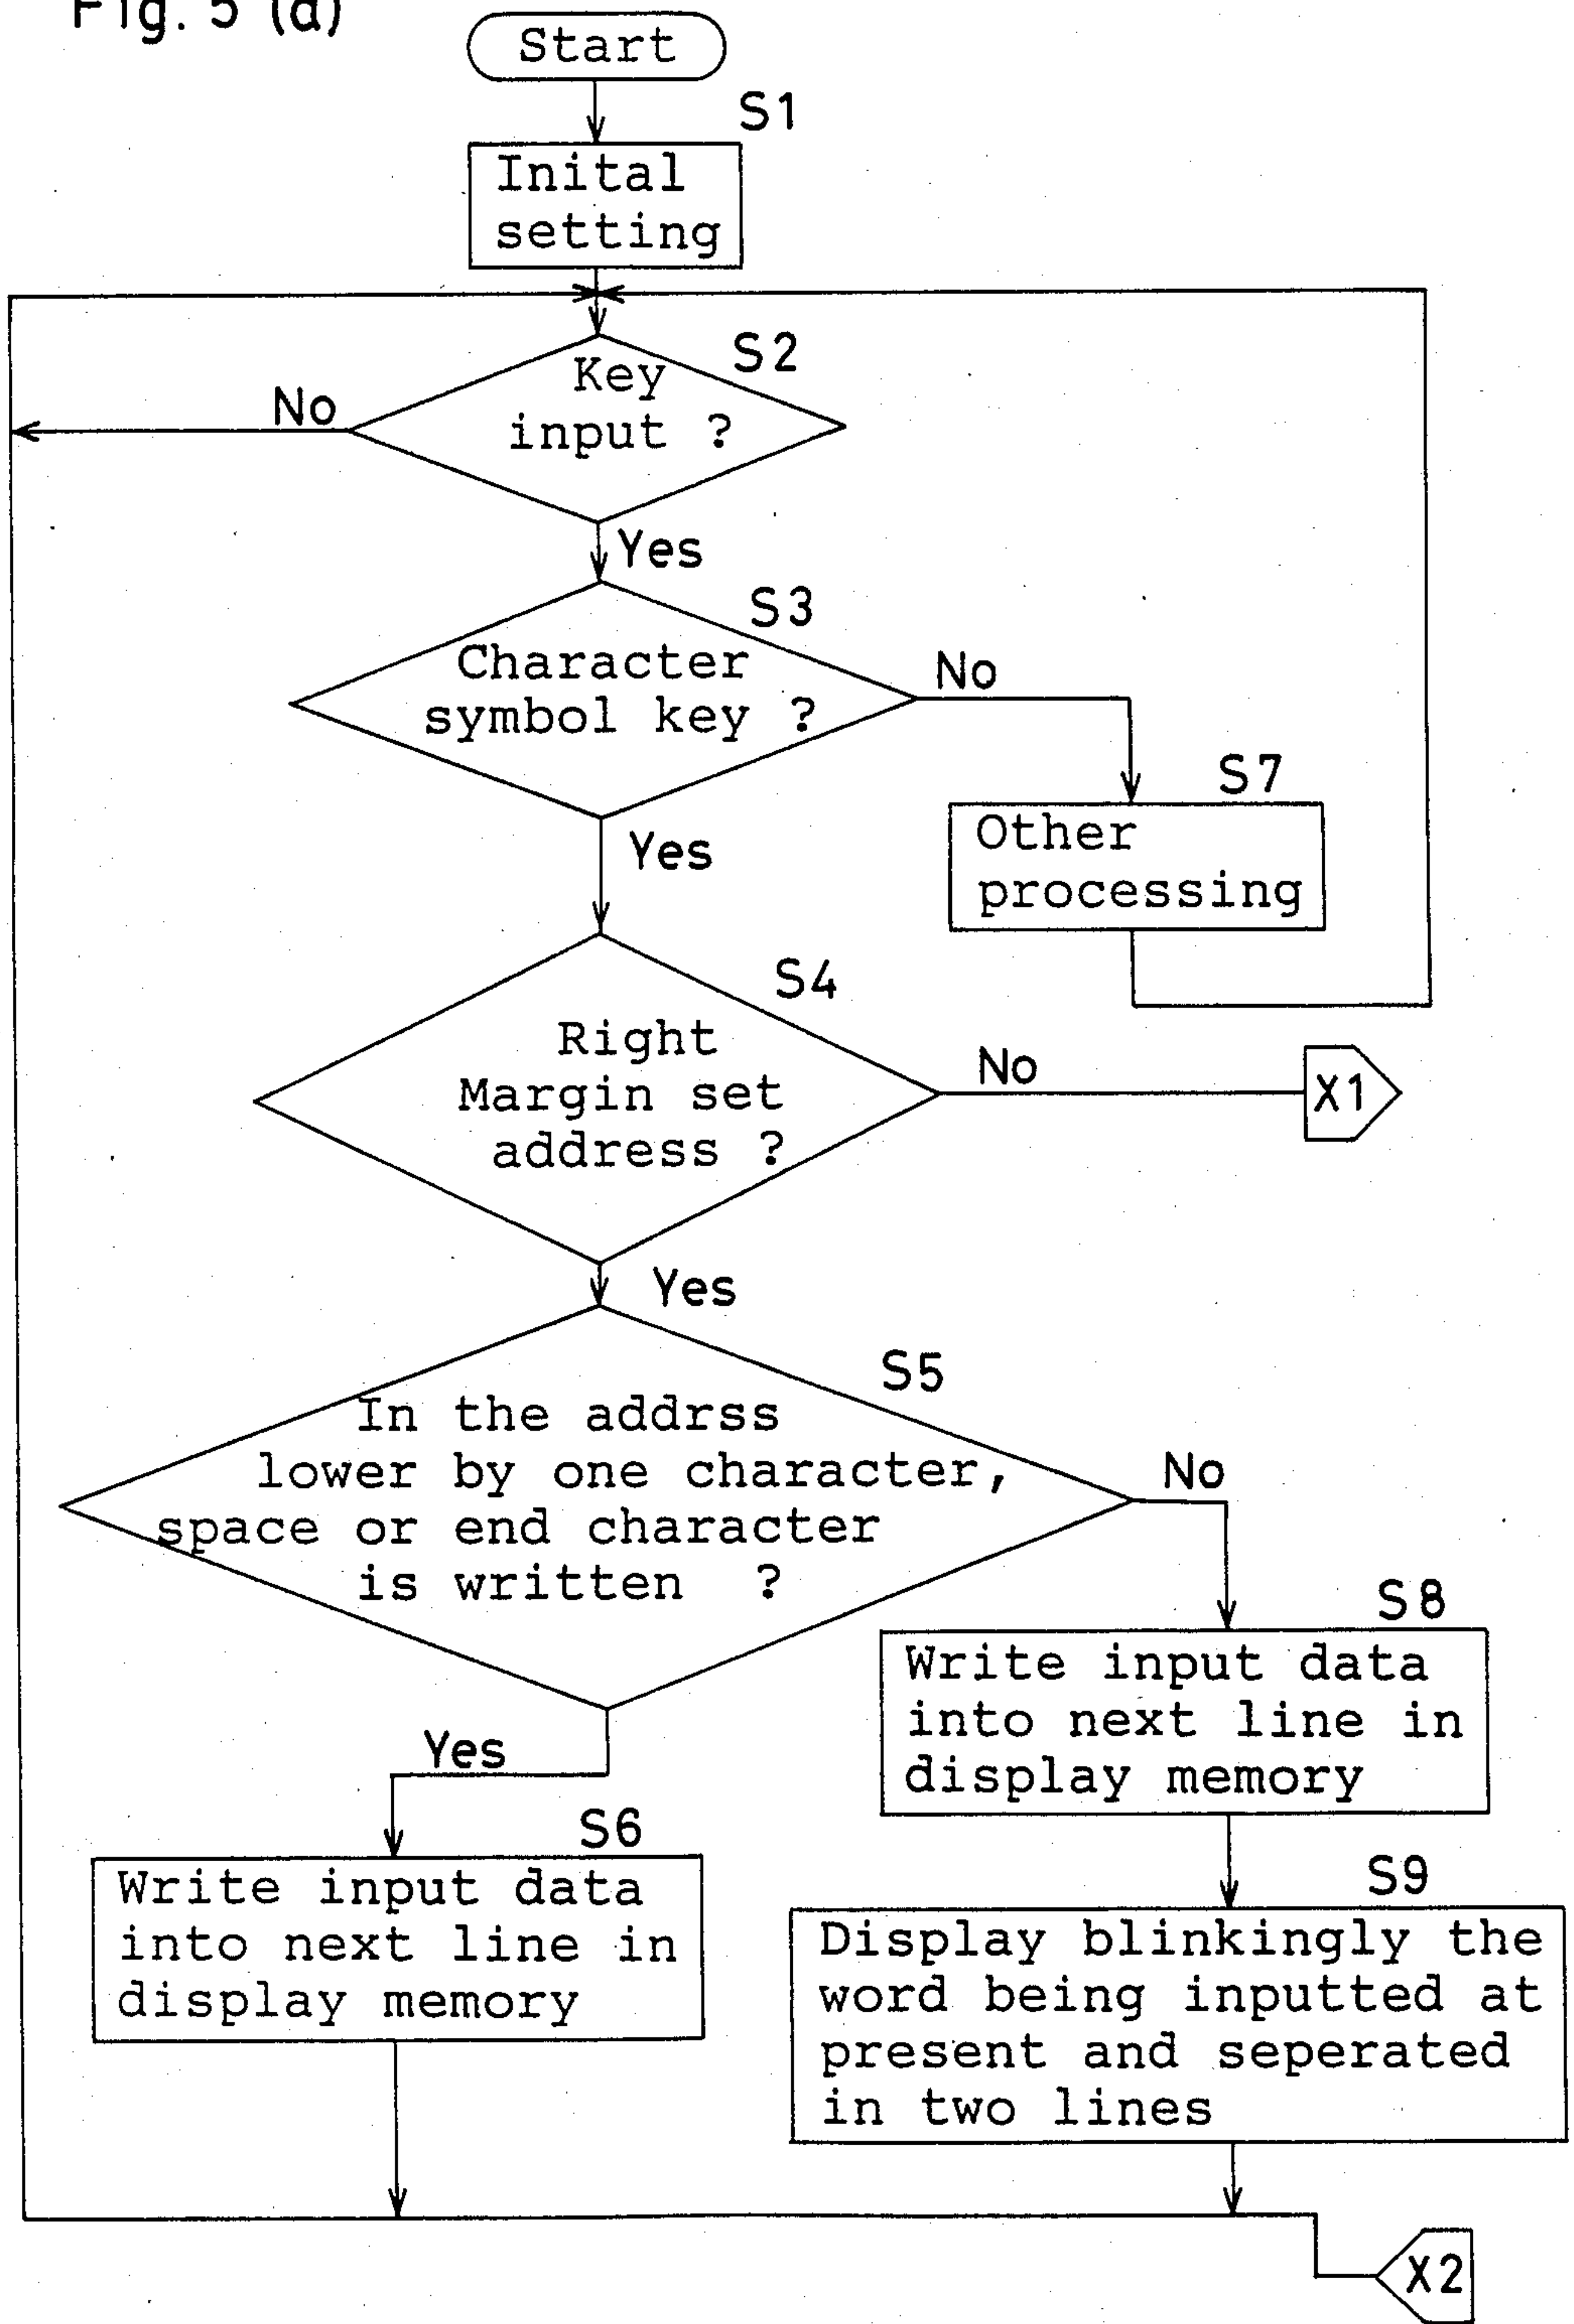 Fig. 5 (a)
Start
S1
Inital
setting
S2
Key
input ?
No
Yes
S3
Character
symbol key ?
No
S7
Other
processing
Yes
S4
Right
Margin set
address ?
No
X1
Yes
S5
In the addrss
lower by one character,
space or end character
is written ?
No
S8
Write input data
into next line in
display memory
Yes
S6
Write input data
into next line in
display memory
S9
Display blinkingly the
word being inputted at
present and seperated
in two lines
X2